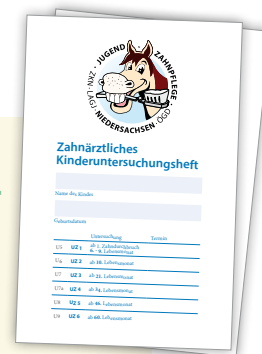 JUGEND ZAHNPFLEGE
ZKN · LAGJ · NIEDERSACHSEN · ÖGD
Zahnärztliches
Kinderuntersuchungsheft
Name des Kindes
Geburtsdatum
Untersuchung Termin
U5 UZ 1 ab 1. Zahndurchbruch
6. - 9. Lebensmonat
U6 UZ 2 ab 10. Lebensmonat
U7 UZ 3 ab 21. Lebensmonat
U7a UZ 4 ab 34. Lebensmonat
U8 UZ 5 ab 46. Lebensmonat
U9 UZ 6 ab 60. Lebensmonat